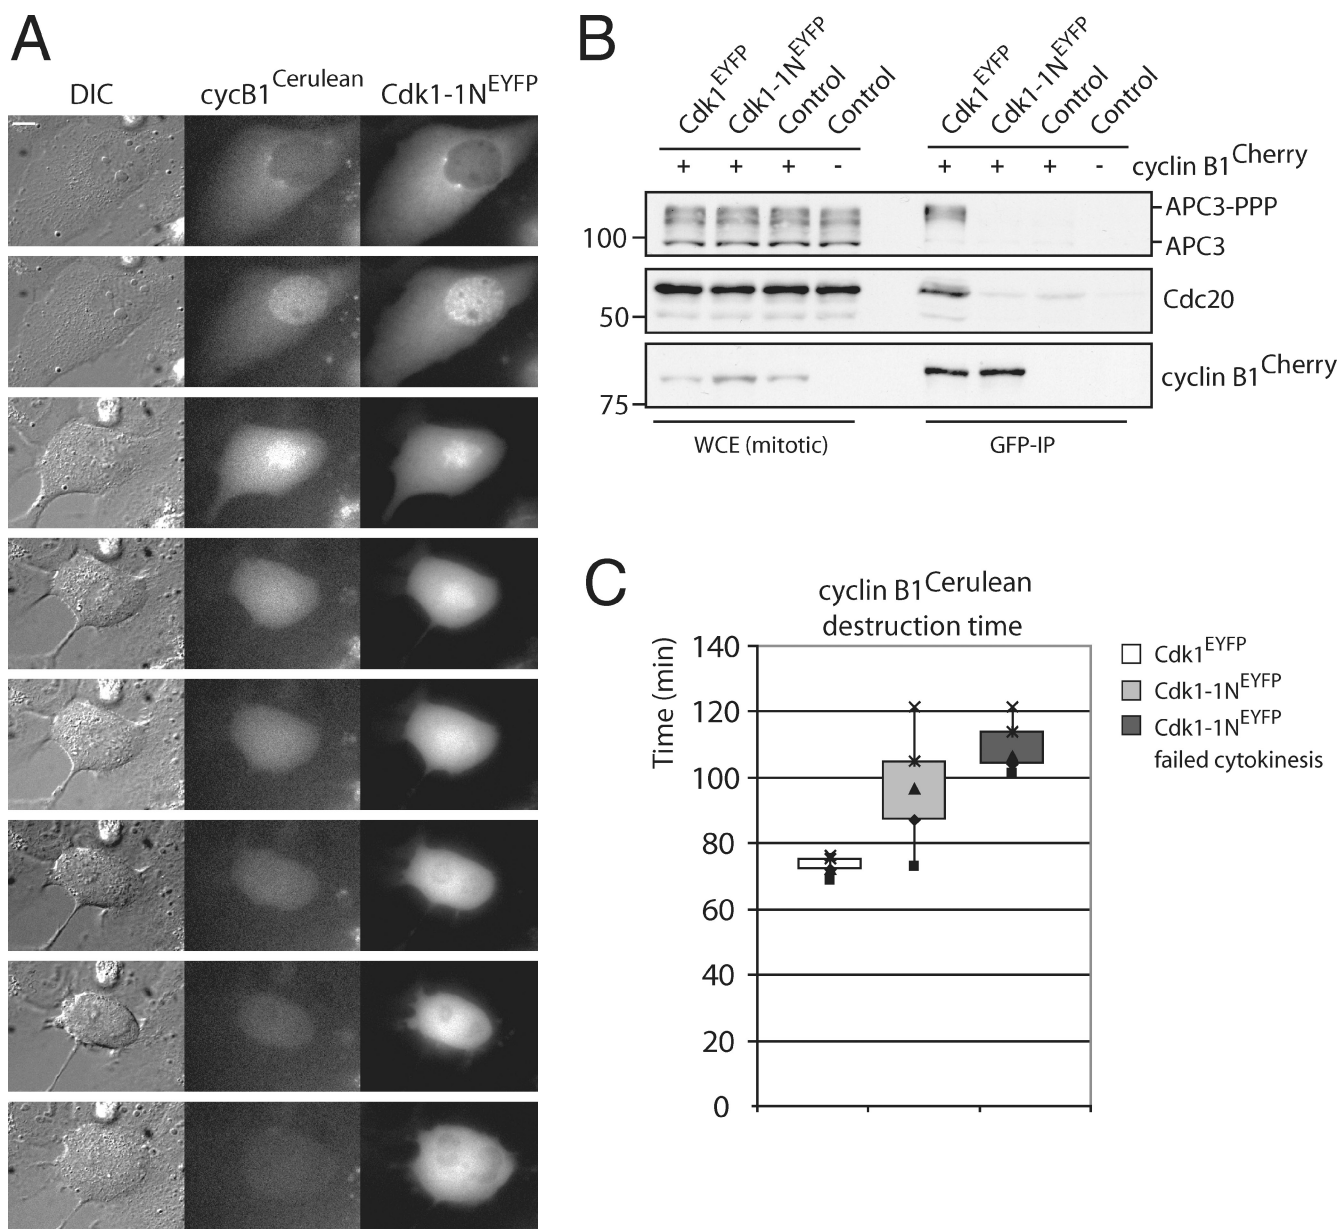 A
DIC cycB1Cerulean Cdk1-1NEYFP
B
Cdk1EYFP Cdk1-1NEYFP Control Control Cdk1EYFP Cdk1-1NEYFP Control Control
+ + + - + + + - cyclin B1Cherry
100 APC3-PPP
APC3
50 Cdc20
75 cyclin B1Cherry
WCE (mitotic) GFP-IP
C
cyclin B1Cerulean
destruction time
Time (min)
140
120
100
80
60
40
20
0
Cdk1EYFP
Cdk1-1NEYFP
Cdk1-1NEYFP
failed cytokinesis